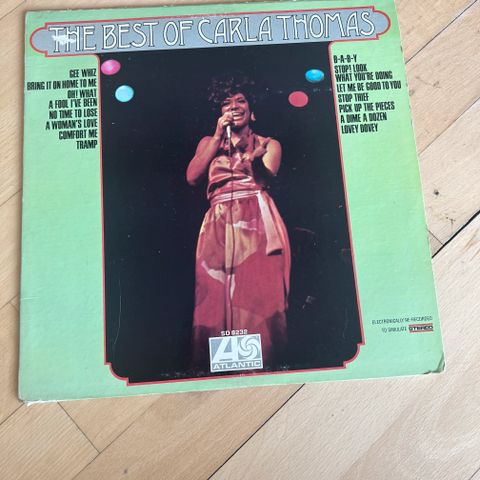 THE BEST OF CARLA THOMAS
GEE WHIZ
BRING IT ON HOME TO ME
OH! WHAT
A FOOL I'VE BEEN
NO TIME TO LOSE
A WOMAN'S LOVE
COMFORT ME
TRAMP
B-A-B-Y
STOP! LOOK
WHAT YOU'RE DOING
LET ME BE GOOD TO YOU
STOP THIEF
PICK UP THE PIECES
A DIME A DOZEN
LOVEY DOVEY
SD 8232
ATLANTIC
ELECTRONICALLY RE-RECORDED
TO SIMULATE STEREO